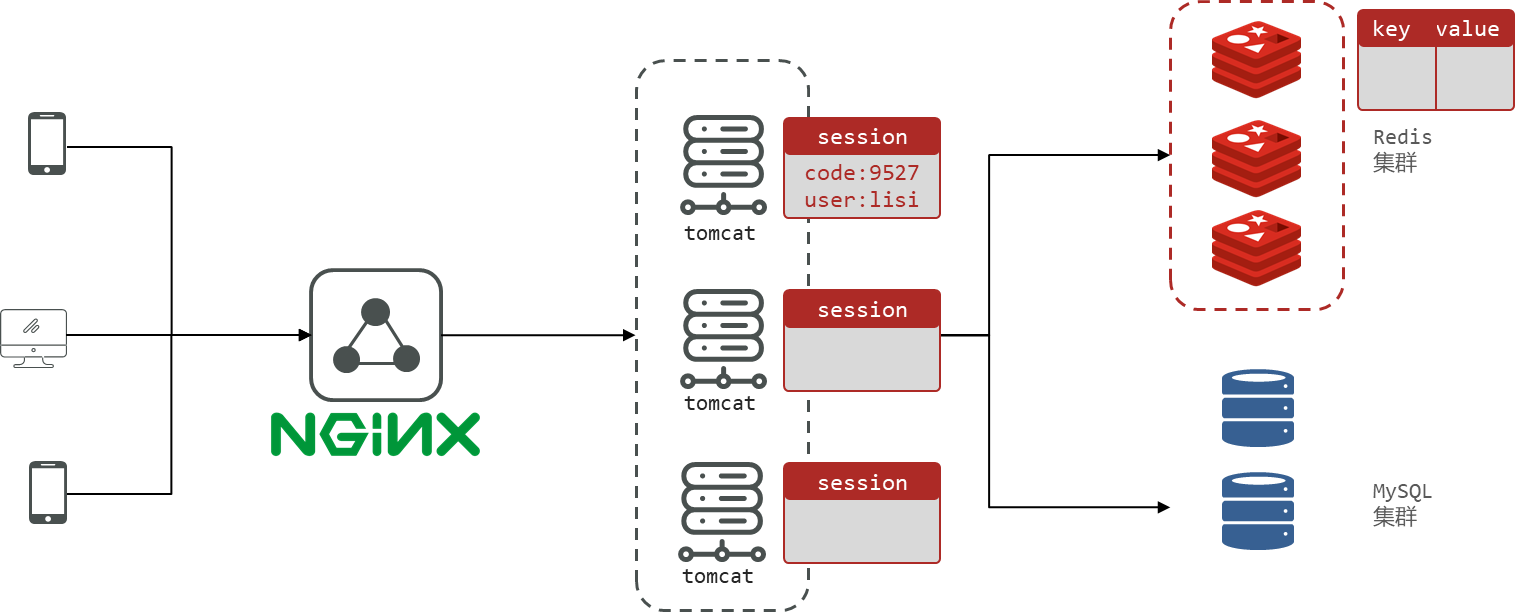 key value
Redis
集群
session
code:9527
user:lisi
tomcat
session
tomcat
NGINX
session
tomcat
MySQL
集群